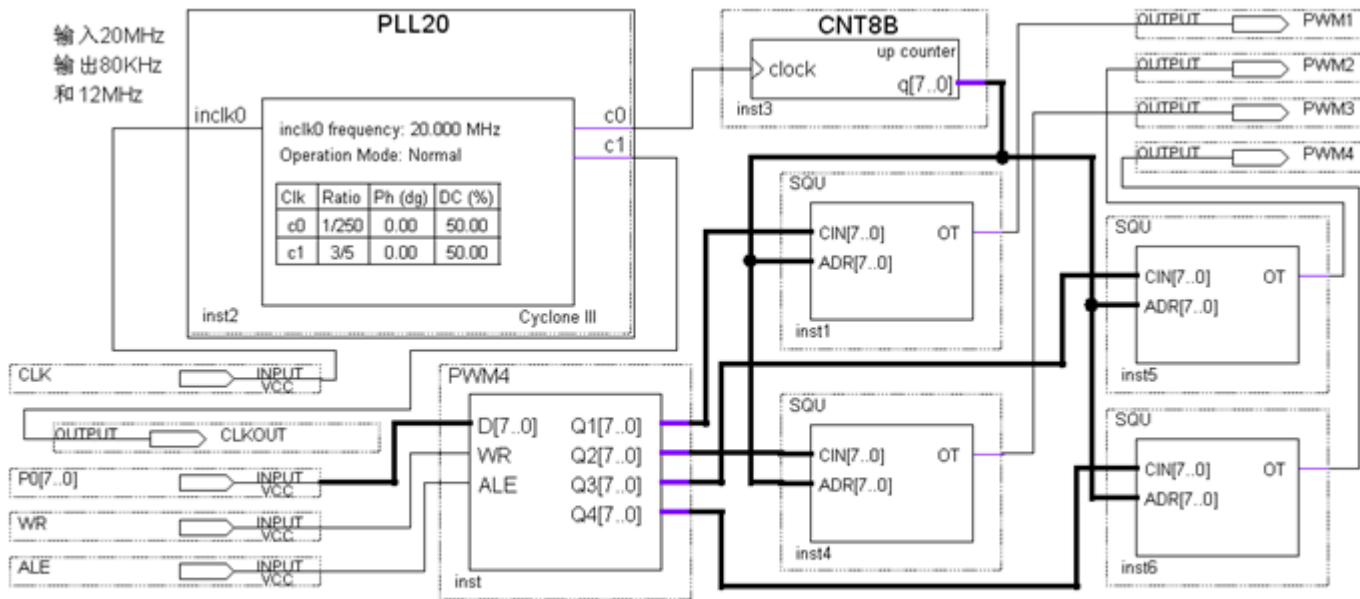 输入20MHz
输出80KHz
和12MHz
PLL20
inclk0
inclk0 frequency: 20.000 MHz
Operation Mode: Normal
Clk Ratio Ph (dg) DC (%)
c0 1/250 0.00 50.00
c1 3/5 0.00 50.00
c0
c1
inst2
Cyclone III
CNT8B
up counter
clock
q[7..0]
inst3
OUTPUT PWM1
OUTPUT PWM2
OUTPUT PWM3
OUTPUT PWM4
SQU
CIN[7..0] OT
ADR[7..0]
inst1
SQU
CIN[7..0] OT
ADR[7..0]
inst5
CLK INPUT
VCC
OUTPUT CLKOUT
P0[7..0] INPUT
VCC
WR INPUT
VCC
ALE INPUT
VCC
PWM4
D[7..0] Q1[7..0]
WR Q2[7..0]
ALE Q3[7..0]
Q4[7..0]
inst
SQU
CIN[7..0] OT
ADR[7..0]
inst4
SQU
CIN[7..0] OT
ADR[7..0]
inst6